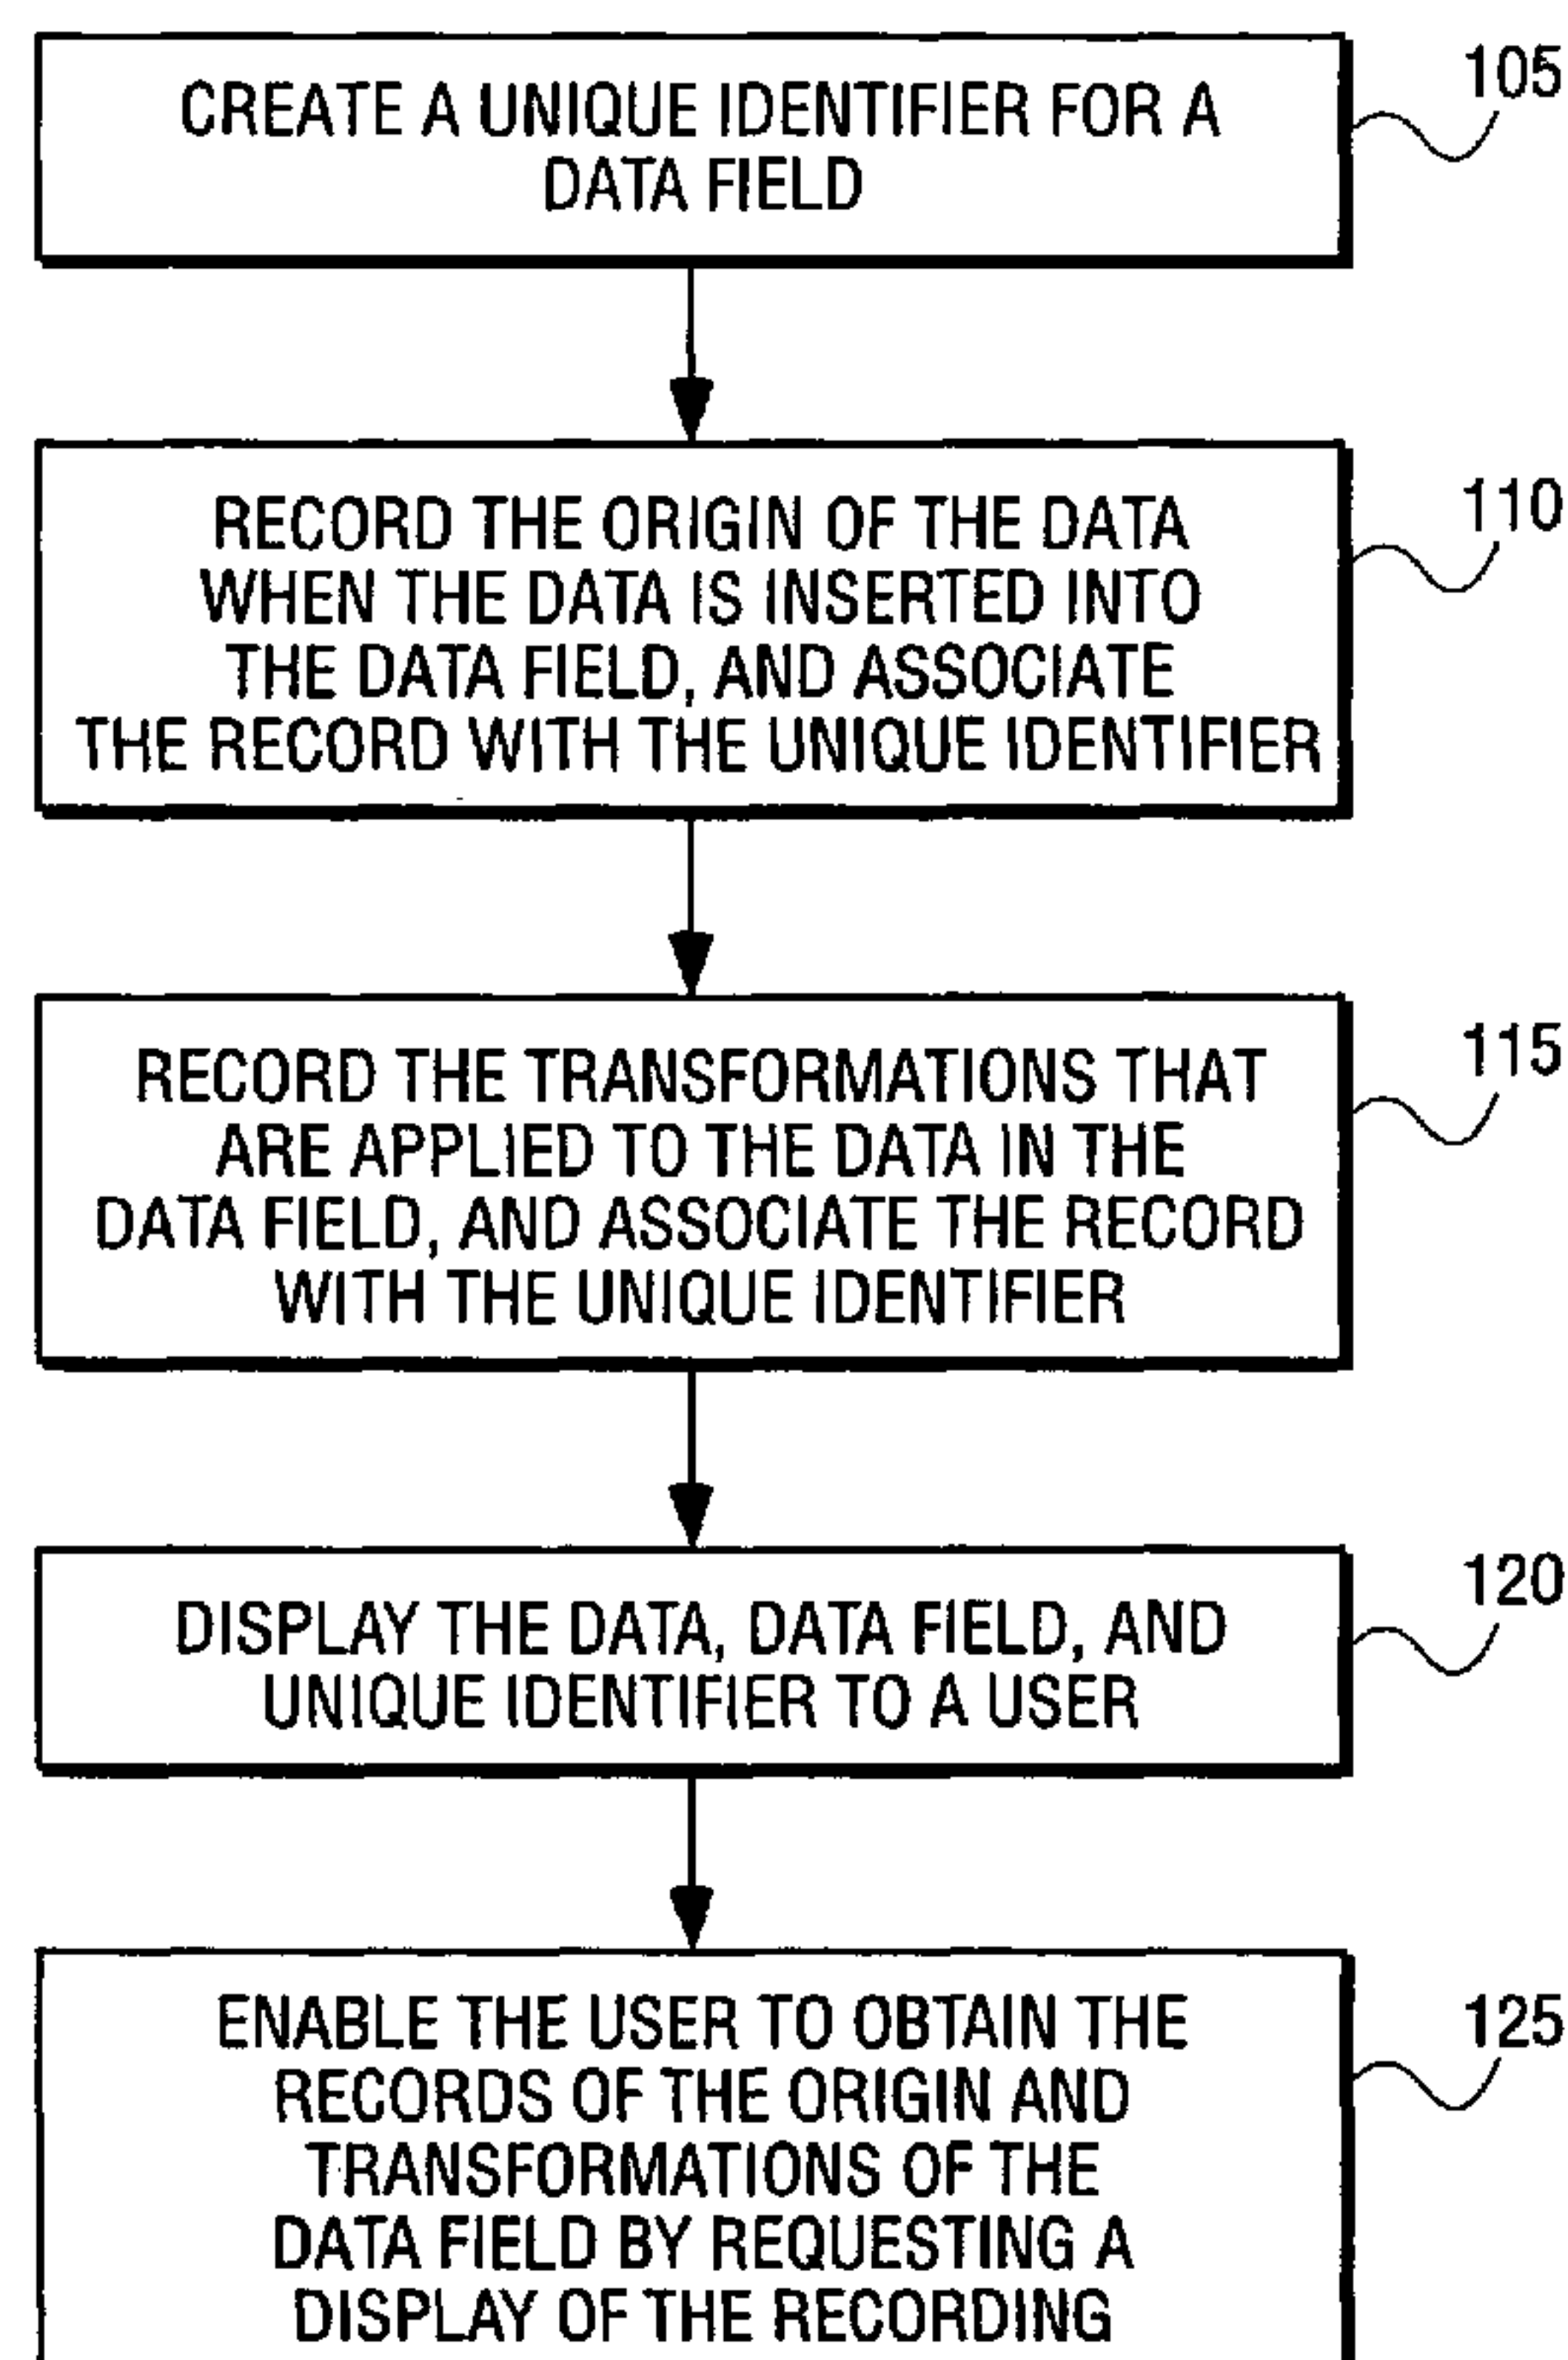 CREATE A UNIQUE IDENTIFIER FOR A
DATA FIELD
105
RECORD THE ORIGIN OF THE DATA
WHEN THE DATA IS INSERTED INTO
THE DATA FIELD, AND ASSOCIATE
THE RECORD WITH THE UNIQUE IDENTIFIER
110
RECORD THE TRANSFORMATIONS THAT
ARE APPLIED TO THE DATA IN THE
DATA FIELD, AND ASSOCIATE THE RECORD
WITH THE UNIQUE IDENTIFIER
115
DISPLAY THE DATA, DATA FIELD, AND
UNIQUE IDENTIFIER TO A USER
120
ENABLE THE USER TO OBTAIN THE
RECORDS OF THE ORIGIN AND
TRANSFORMATIONS OF THE
DATA FIELD BY REQUESTING A
DISPLAY OF THE RECORDING
125